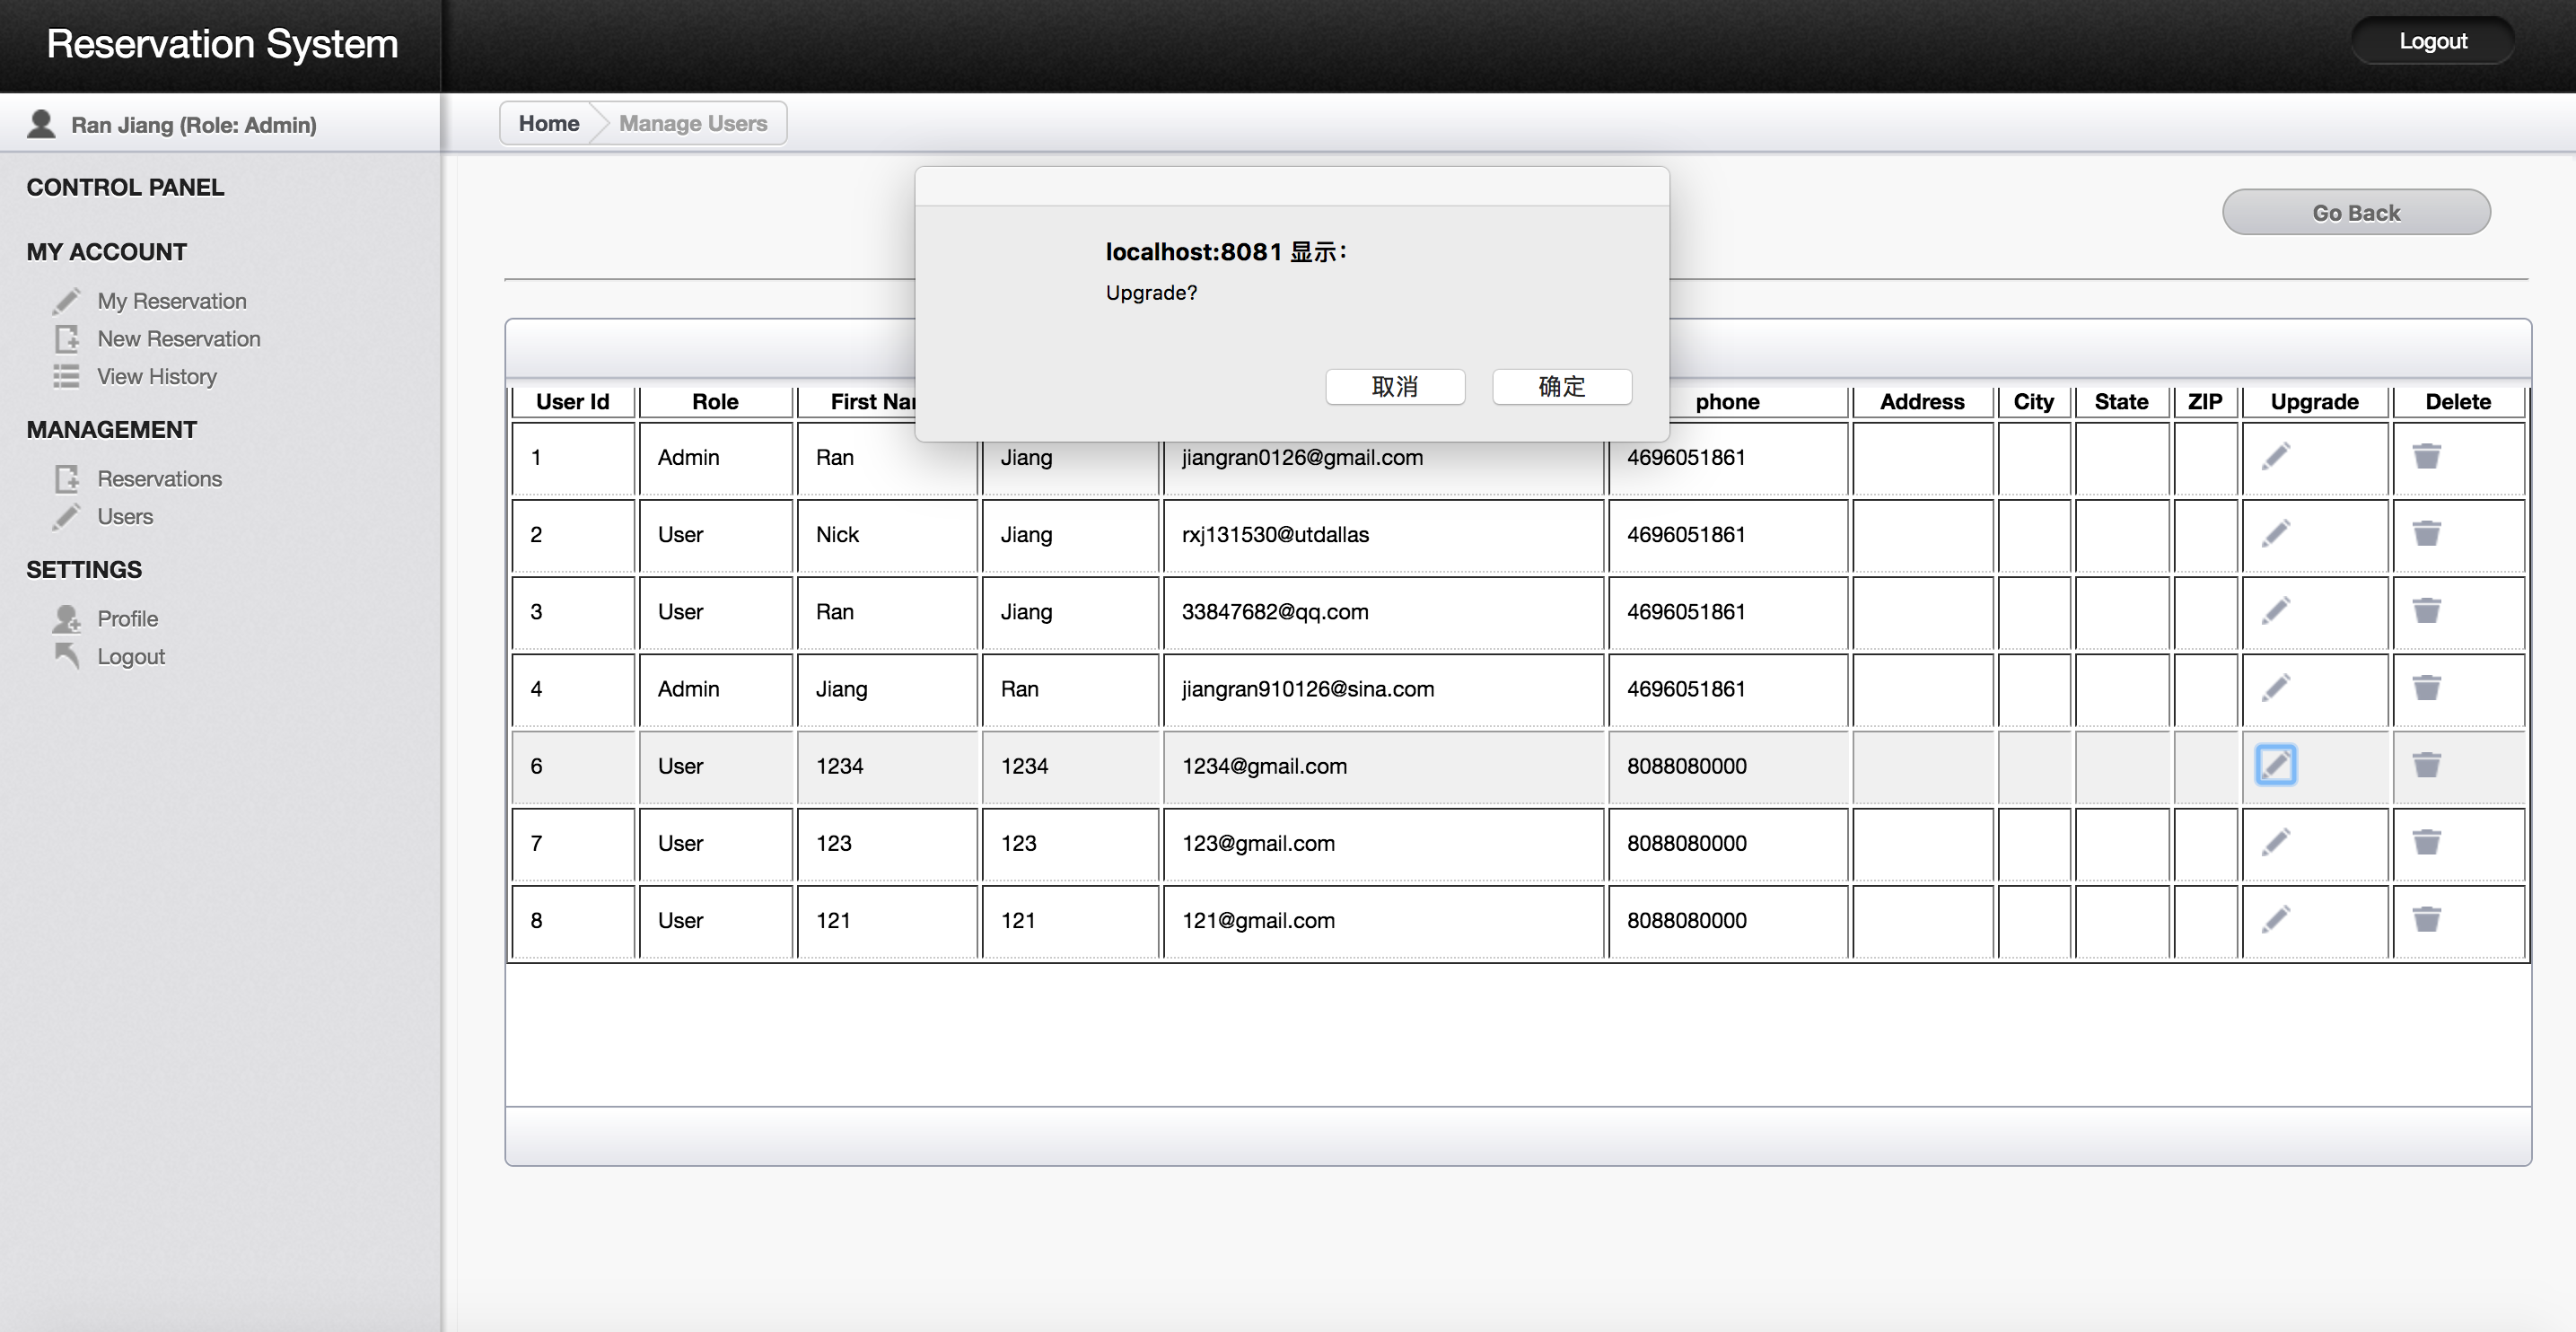 Reservation System
Logout
Ran Jiang (Role: Admin)
Home Manage Users
CONTROL PANEL
MY ACCOUNT
My Reservation
New Reservation
View History
MANAGEMENT
Reservations
Users
SETTINGS
Profile
Logout
Go Back
localhost:8081 显示：
Upgrade?
取消 确定
User Id Role First Nar phone Address City State ZIP Upgrade Delete
1 Admin Ran Jiang jiangran0126@gmail.com 4696051861
2 User Nick Jiang rxj131530@utdallas 4696051861
3 User Ran Jiang 33847682@qq.com 4696051861
4 Admin Jiang Ran jiangran910126@sina.com 4696051861
6 User 1234 1234 1234@gmail.com 8088080000
7 User 123 123 123@gmail.com 8088080000
8 User 121 121 121@gmail.com 8088080000